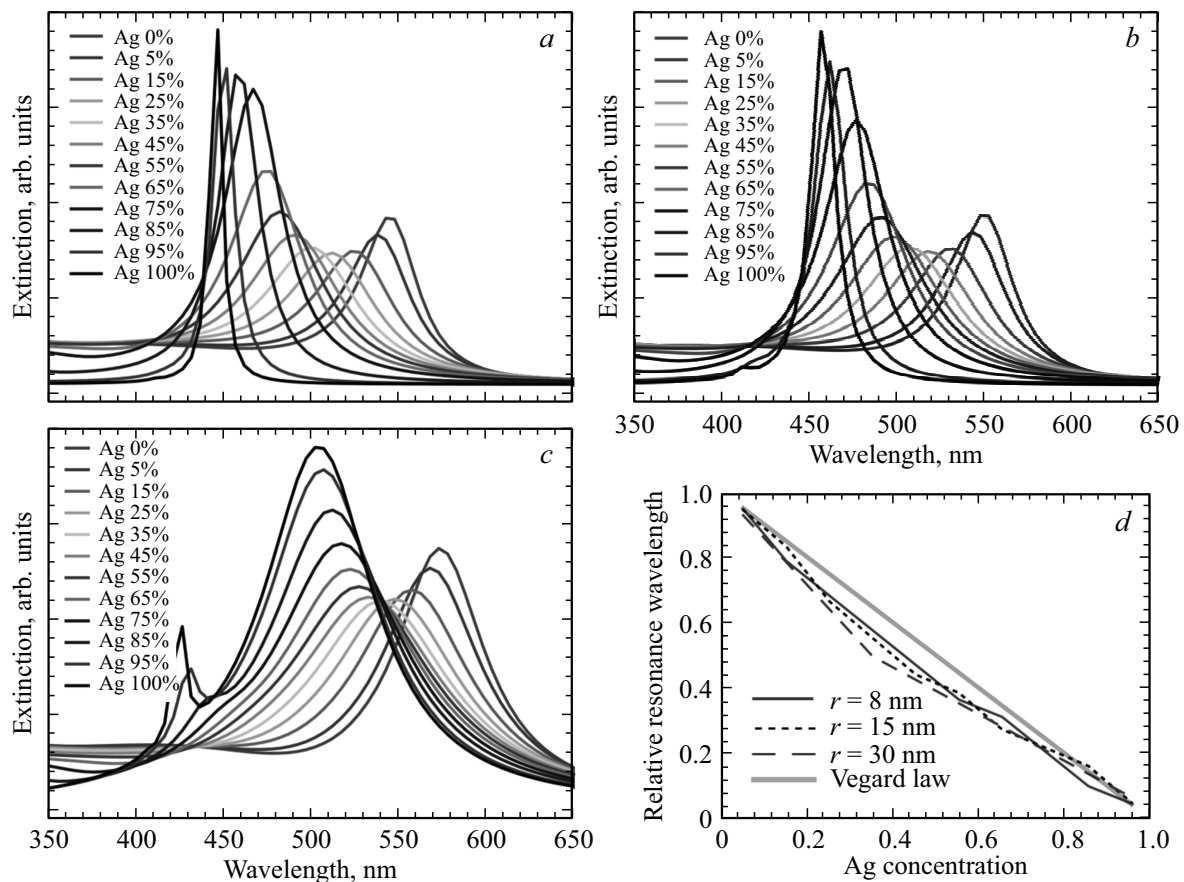 a
Ag 0%
Ag 5%
Ag 15%
Ag 25%
Ag 35%
Ag 45%
Ag 55%
Ag 65%
Ag 75%
Ag 85%
Ag 95%
Ag 100%
Extinction, arb. units
b
Ag 0%
Ag 5%
Ag 15%
Ag 25%
Ag 35%
Ag 45%
Ag 55%
Ag 65%
Ag 75%
Ag 85%
Ag 95%
Ag 100%
Extinction, arb. units
350 400 450 500 550 600 650
Wavelength, nm
c
Ag 0%
Ag 5%
Ag 15%
Ag 25%
Ag 35%
Ag 45%
Ag 55%
Ag 65%
Ag 75%
Ag 85%
Ag 95%
Ag 100%
Extinction, arb. units
350 400 450 500 550 600 650
Wavelength, nm
d
1.0
0.8
0.6
0.4
0.2
0
Relative resonance wavelength
r = 8 nm
r = 15 nm
r = 30 nm
Vegard law
0 0.2 0.4 0.6 0.8 1.0
Ag concentration